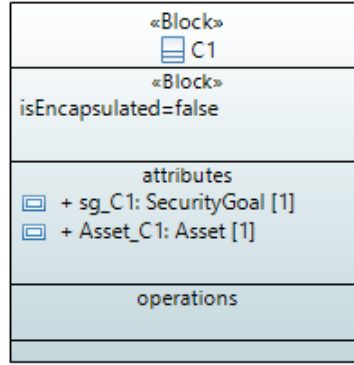 «Block»
C1
«Block»
isEncapsulated=false
attributes
+ sg_C1: SecurityGoal [1]
+ Asset_C1: Asset [1]
operations